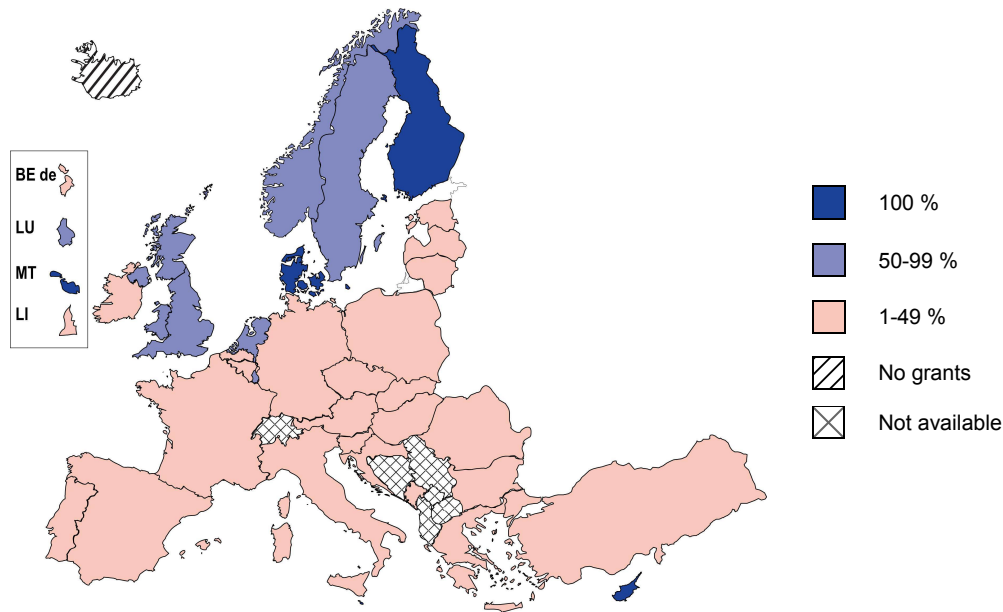 BE de
LU
MT
LI
100 %
50-99 %
1-49 %
No grants
Not available